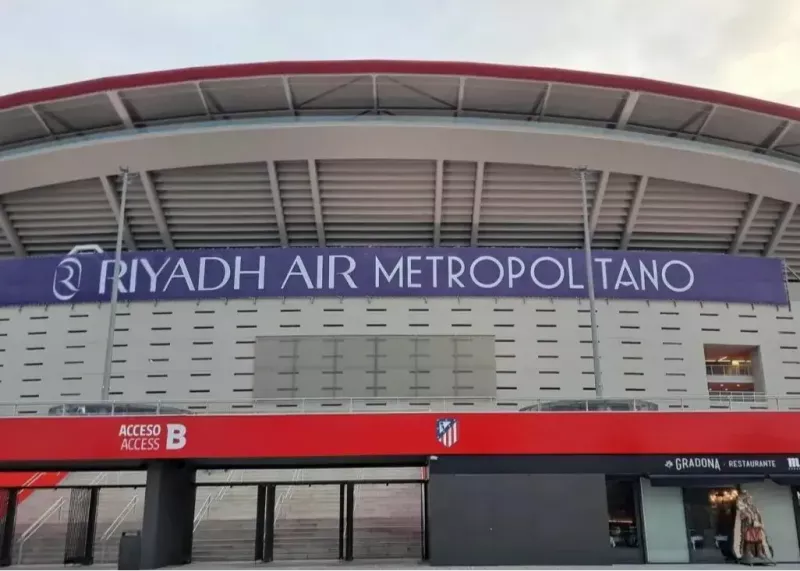 RIYADH AIR METROPOLITANO
ACCESO
ACCESS B
GRADONA · RESTAURANTE